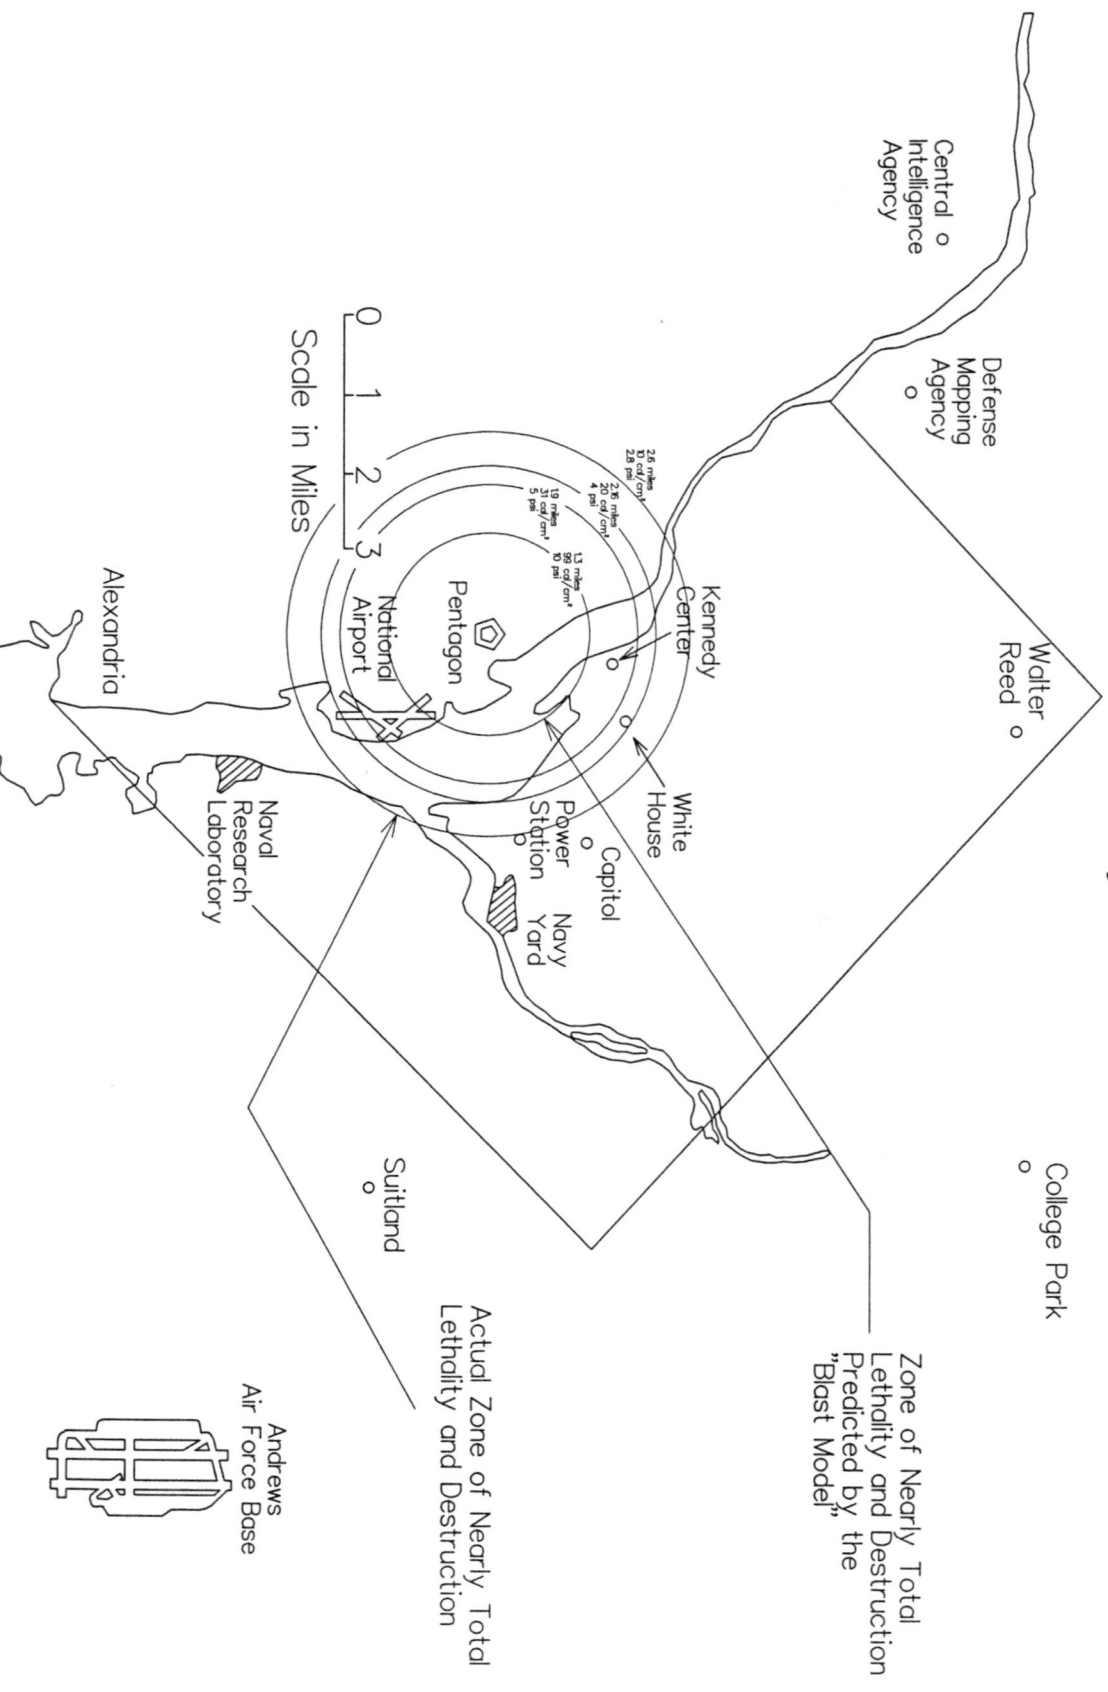 Central
Intelligence
Agency
Defense
Mapping
Agency
Walter
Reed
College Park
0 1 2 3
Scale in Miles
2.6 miles
10 cal/cm²
2.8 psi
2.16 miles
20 cal/cm²
4 psi
1.9 miles
31 cal/cm²
5 psi
1.3 miles
99 cal/cm²
10 psi
Kennedy
Center
White
House
Pentagon
National
Airport
Capitol
Power
Station
Navy
Yard
Alexandria
Naval
Research
Laboratory
Suitland
Zone of Nearly Total
Lethality and Destruction
Predicted by the
"Blast Model"
Actual Zone of Nearly Total
Lethality and Destruction
Andrews
Air Force Base